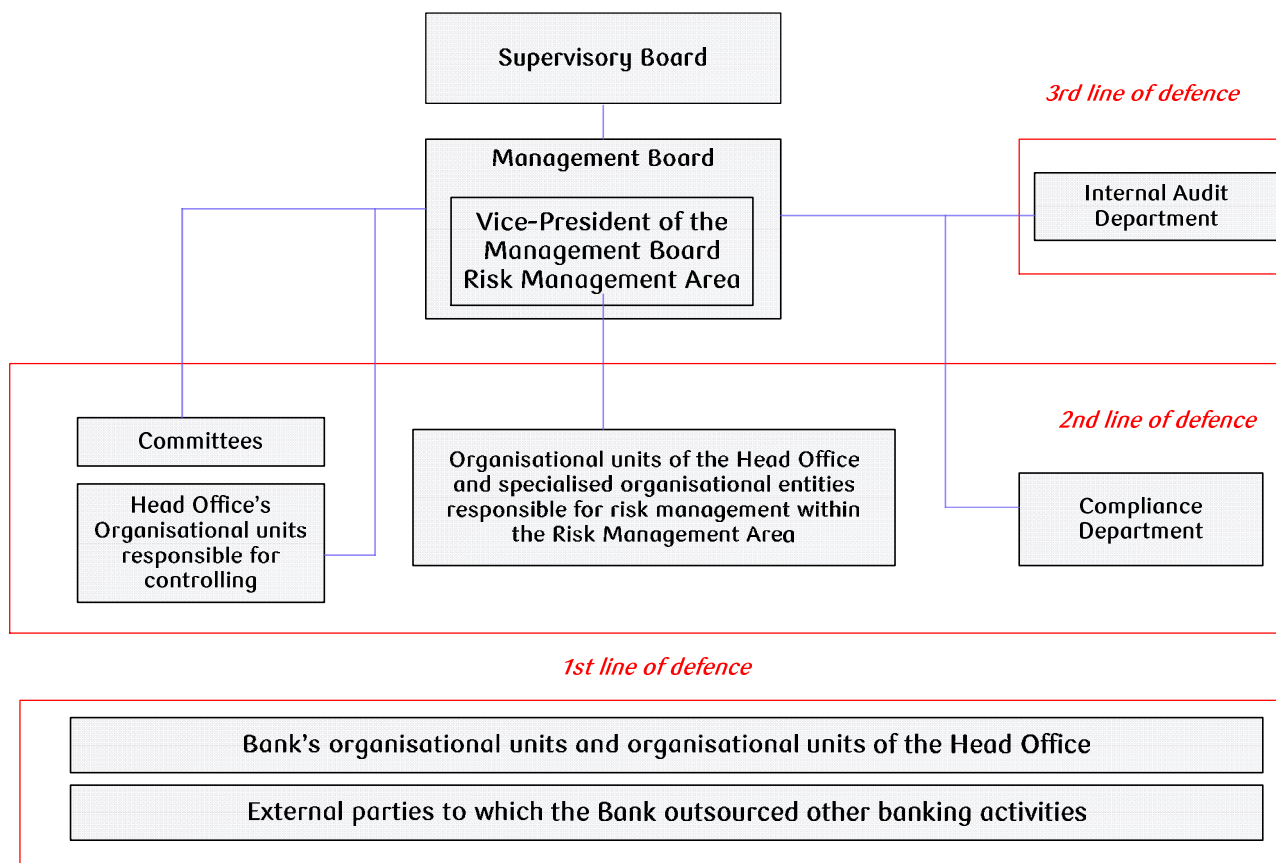 Supervisory Board
3rd line of defence
Management Board
Vice-President of the
Management Board
Risk Management Area
Internal Audit
Department
2nd line of defence
Committees
Head Office's
Organisational units
responsible for
controlling
Organisational units of the Head Office
and specialised organisational entities
responsible for risk management within
the Risk Management Area
Compliance
Department
1st line of defence
Bank's organisational units and organisational units of the Head Office
External parties to which the Bank outsourced other banking activities